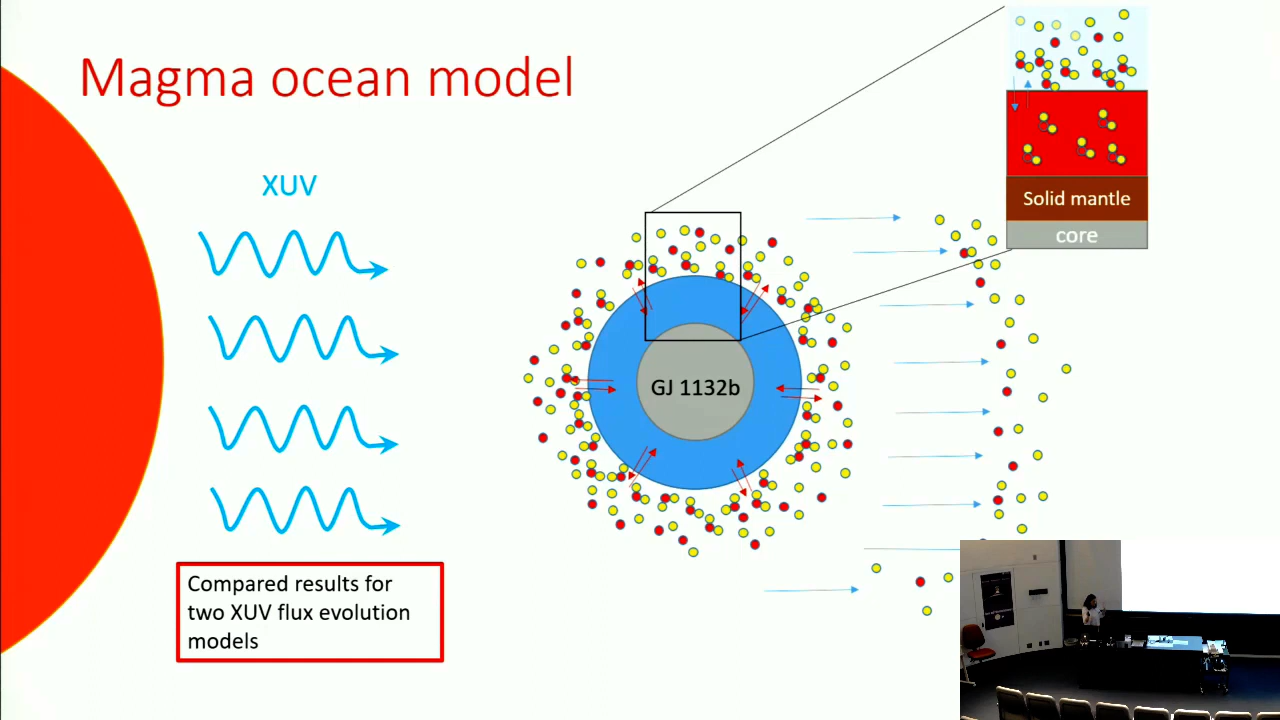 Magma ocean model
XUV
Solid mantle
core
GJ 1132b
Compared results for
two XUV flux evolution
models